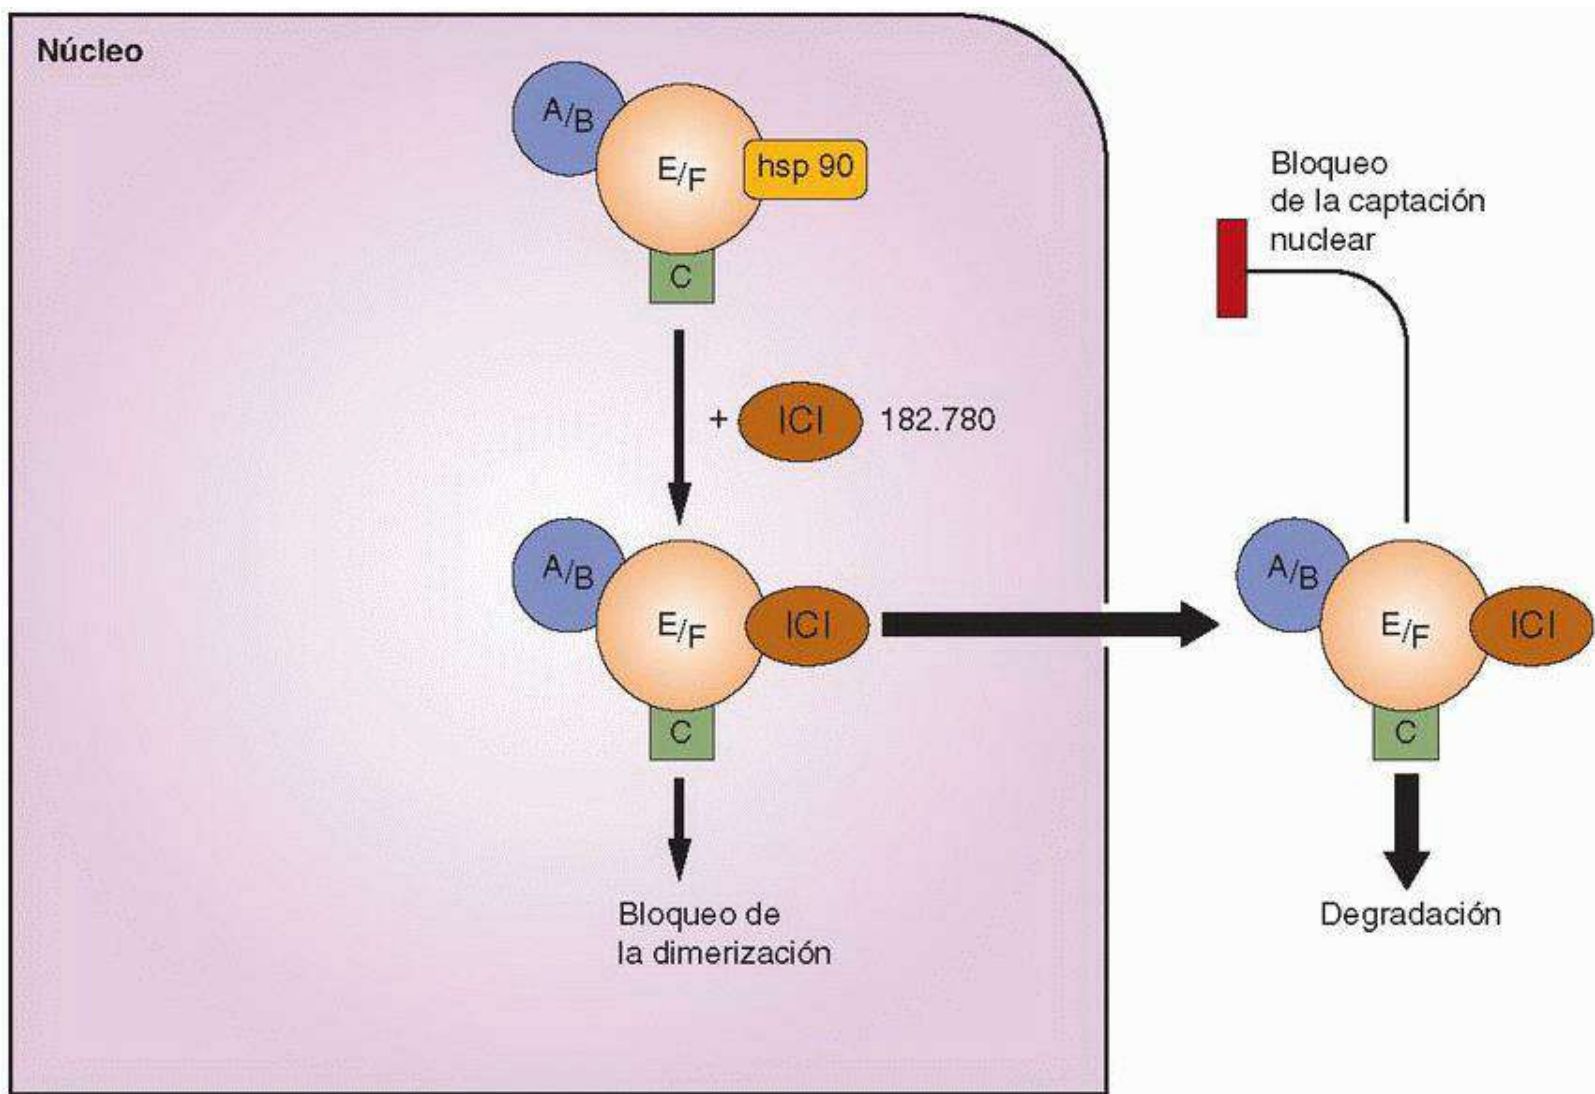 Núcleo
A/B
E/F
hsp 90
C
+ ICI 182.780
A/B
E/F
ICI
C
Bloqueo de
la dimerización
Bloqueo
de la captación
nuclear
A/B
E/F
ICI
C
Degradación